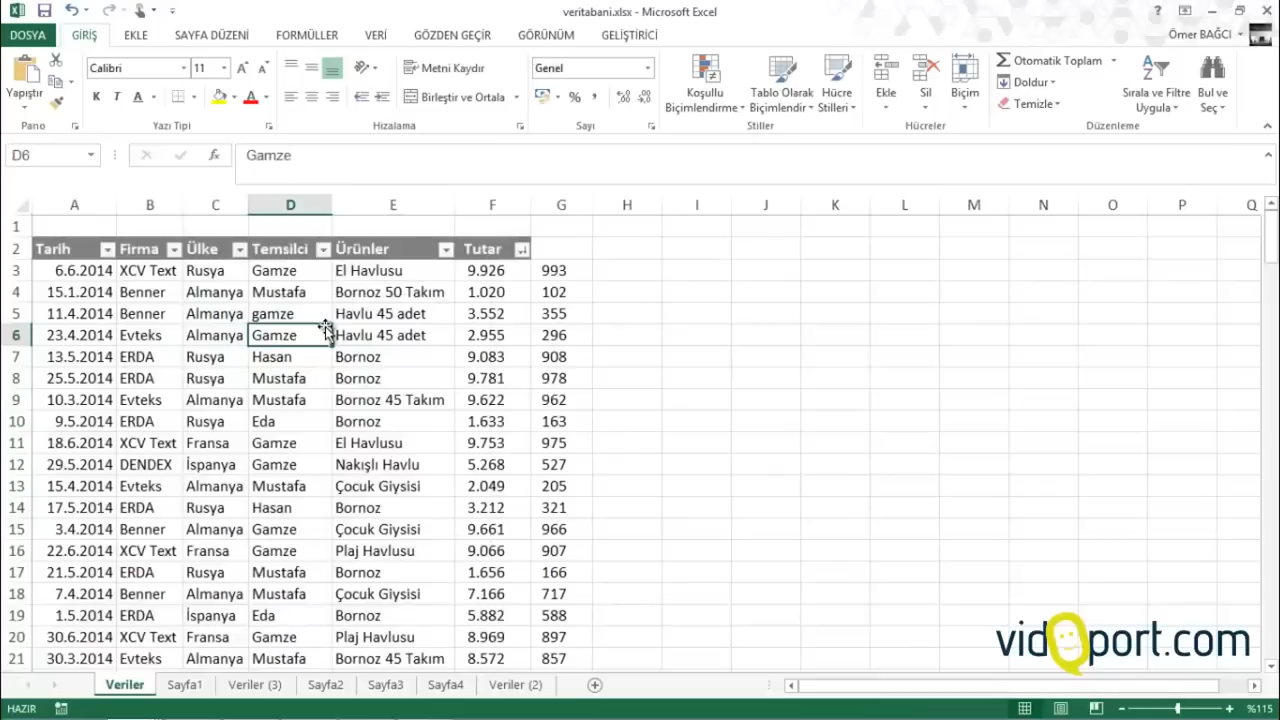 veritabani.xlsx - Microsoft Excel
DOSYA GİRİŞ EKLE SAYFA DÜZENİ FORMÜLLER VERİ GÖZDEN GEÇİR GÖRÜNÜM GELİŞTİRİCİ Ömer BAĞCI
Yapıştır
Calibri 11
K T A
Metni Kaydır
Birleştir ve Ortala
Genel
Koşullu Biçimlendirme
Tablo Olarak Biçimlendir
Hücre Stilleri
Ekle
Sil
Biçim
Otomatik Toplam
Doldur
Temizle
Sırala ve Filtre Uygula
Bul ve Seç
Pano Yazı Tipi Hizalama Sayı Stiller Hücreler Düzenleme
D6 fx Gamze
A B C D E F G H I J K L M N O P Q
1
2 Tarih Firma Ülke Temsilci Ürünler Tutar
3 6.6.2014 XCV Text Rusya Gamze El Havlusu 9.926 993
4 15.1.2014 Benner Almanya Mustafa Bornoz 50 Takım 1.020 102
5 11.4.2014 Benner Almanya gamze Havlu 45 adet 3.552 355
6 23.4.2014 Evteks Almanya Gamze Havlu 45 adet 2.955 296
7 13.5.2014 ERDA Rusya Hasan Bornoz 9.083 908
8 25.5.2014 ERDA Rusya Mustafa Bornoz 9.781 978
9 10.3.2014 Evteks Almanya Mustafa Bornoz 45 Takım 9.622 962
10 9.5.2014 ERDA Rusya Eda Bornoz 1.633 163
11 18.6.2014 XCV Text Fransa Gamze El Havlusu 9.753 975
12 29.5.2014 DENDEX İspanya Gamze Nakışlı Havlu 5.268 527
13 15.4.2014 Evteks Almanya Mustafa Çocuk Giysisi 2.049 205
14 17.5.2014 ERDA Rusya Hasan Bornoz 3.212 321
15 3.4.2014 Benner Almanya Gamze Çocuk Giysisi 9.661 966
16 22.6.2014 XCV Text Fransa Gamze Plaj Havlusu 9.066 907
17 21.5.2014 ERDA Rusya Mustafa Bornoz 1.656 166
18 7.4.2014 Benner Almanya Mustafa Çocuk Giysisi 7.166 717
19 1.5.2014 ERDA İspanya Eda Bornoz 5.882 588
20 30.6.2014 XCV Text Fransa Gamze Plaj Havlusu 8.969 897
21 30.3.2014 Evteks Almanya Mustafa Bornoz 45 Takım 8.572 857
vidoport.com
Veriler Sayfa1 Veriler (3) Sayfa2 Sayfa3 Sayfa4 Veriler (2)
HAZIR %115